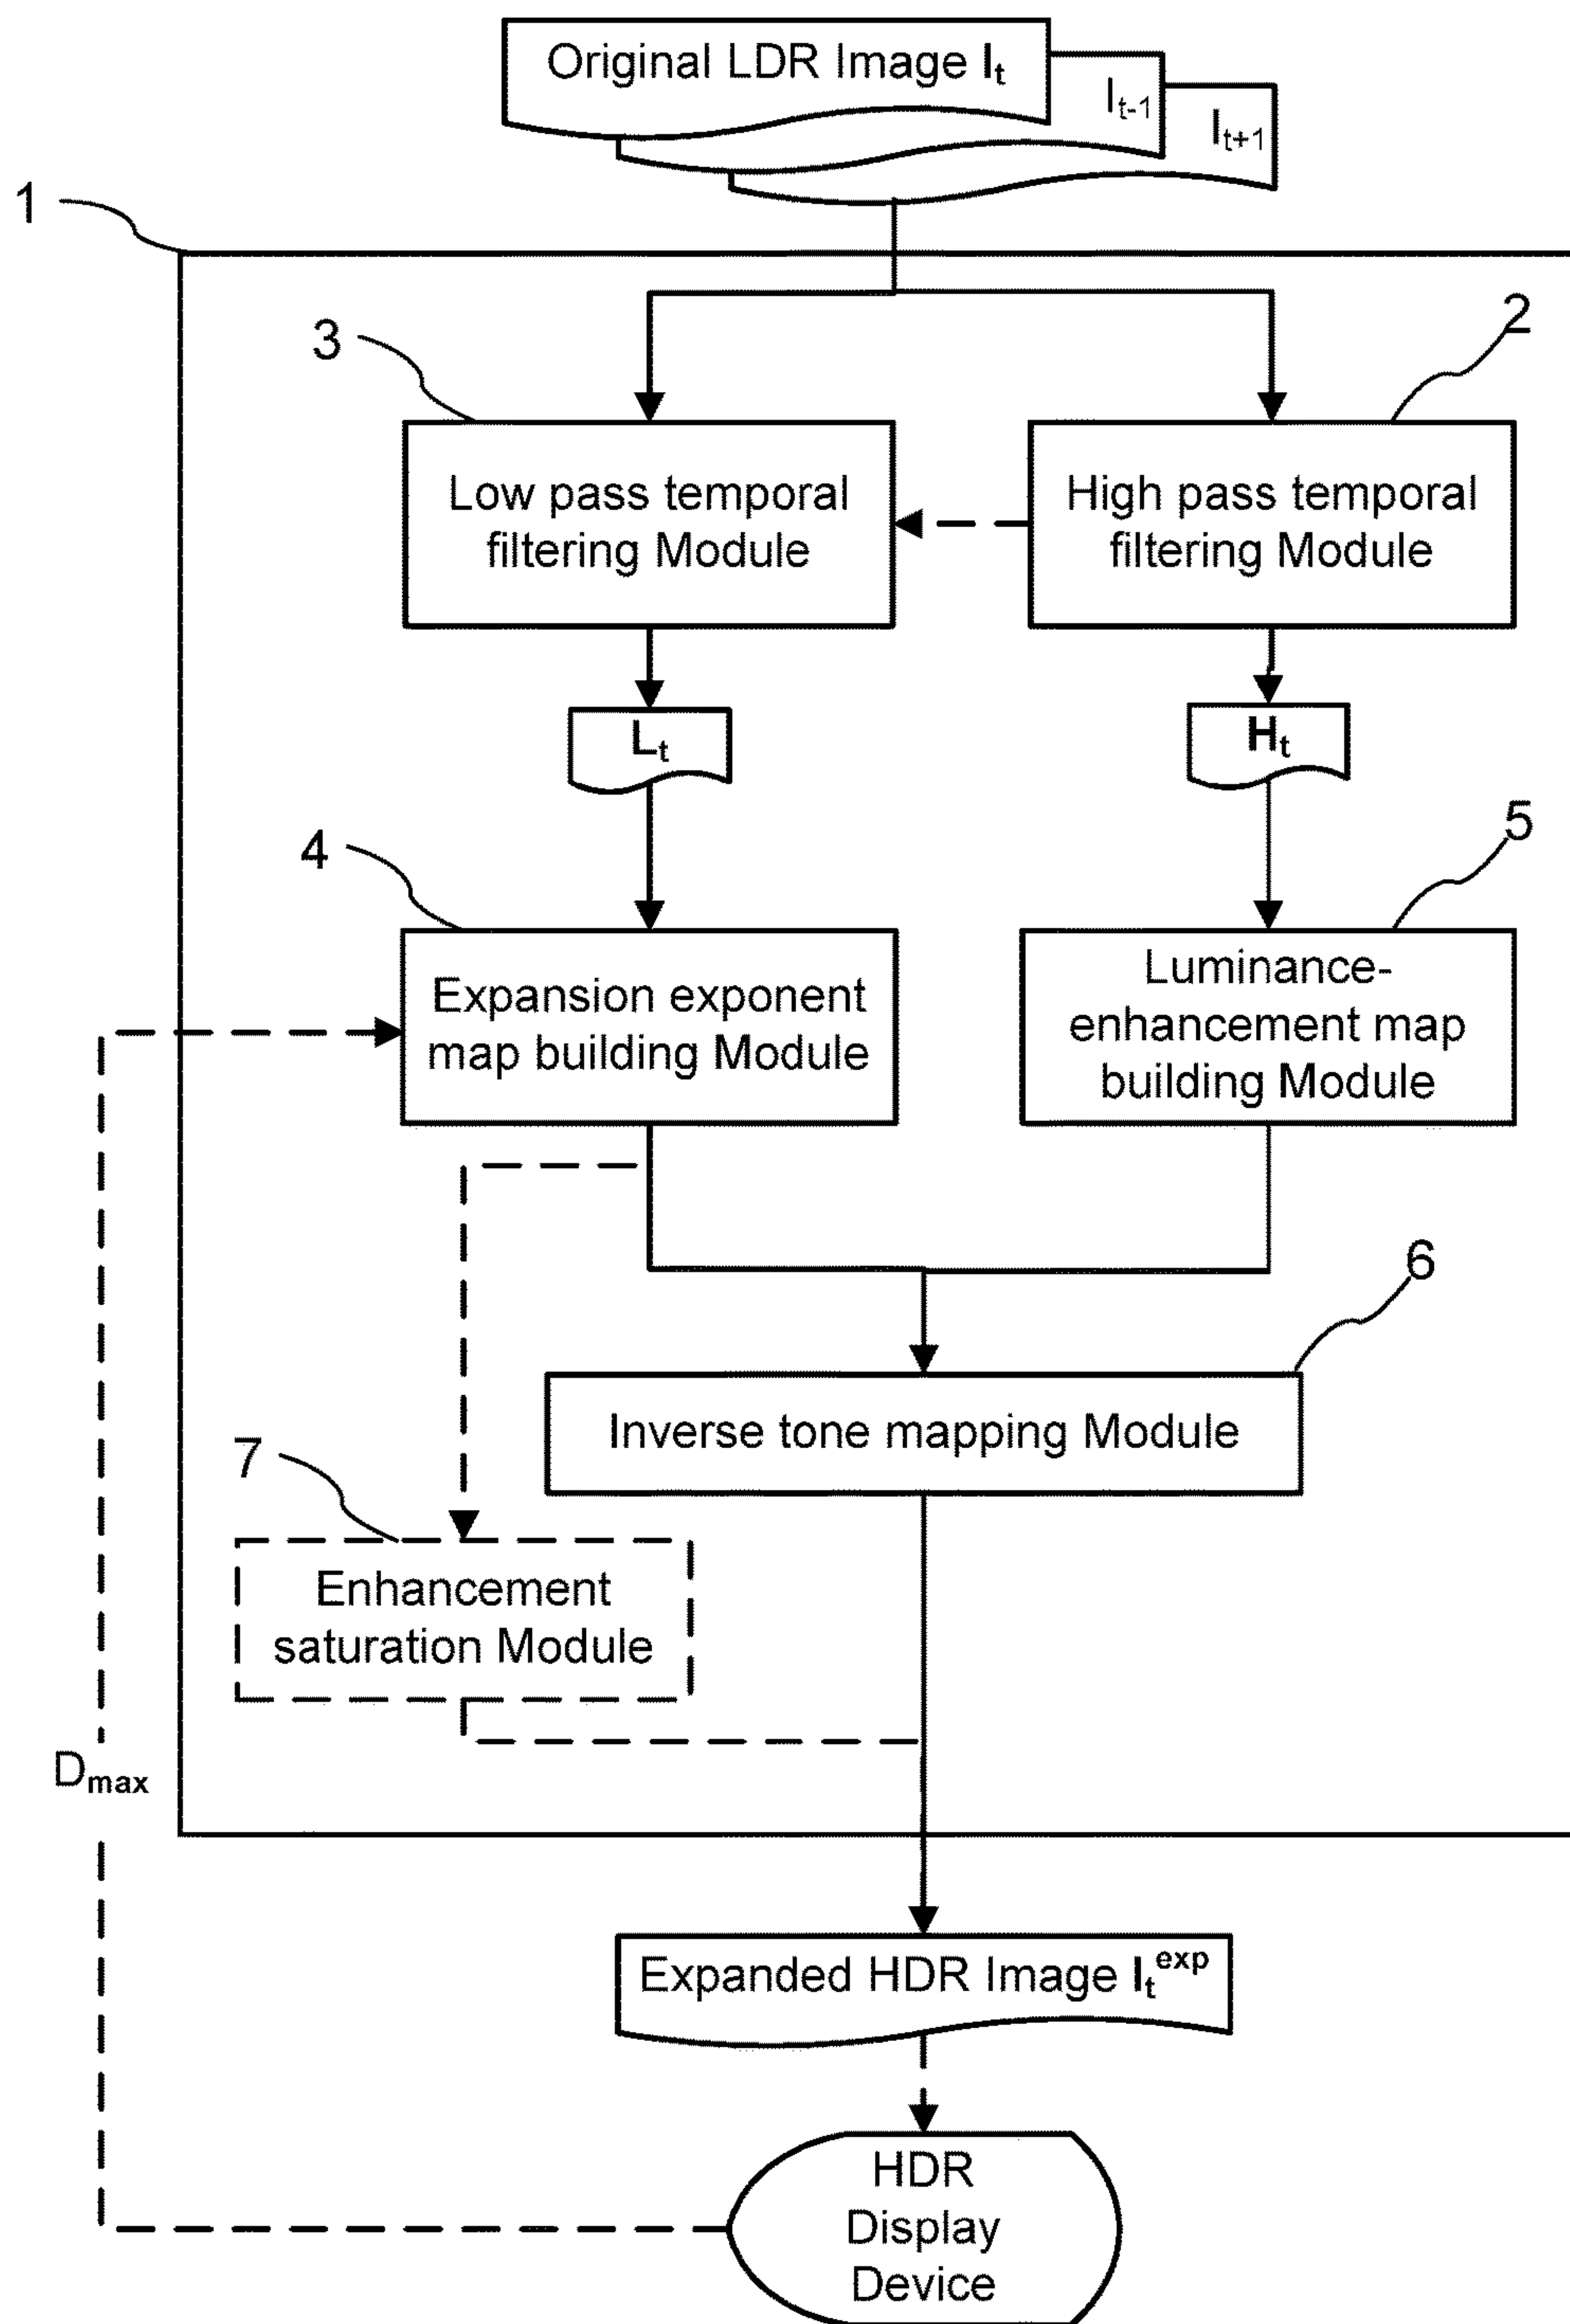 Original LDR Image It
It-1
It+1
1
3
2
Low pass temporal
filtering Module
High pass temporal
filtering Module
Lt
Ht
4
5
Expansion exponent
map building Module
Luminance-
enhancement map
building Module
6
Inverse tone mapping Module
7
Enhancement
saturation Module
Dmax
Expanded HDR Image Itexp
HDR
Display
Device